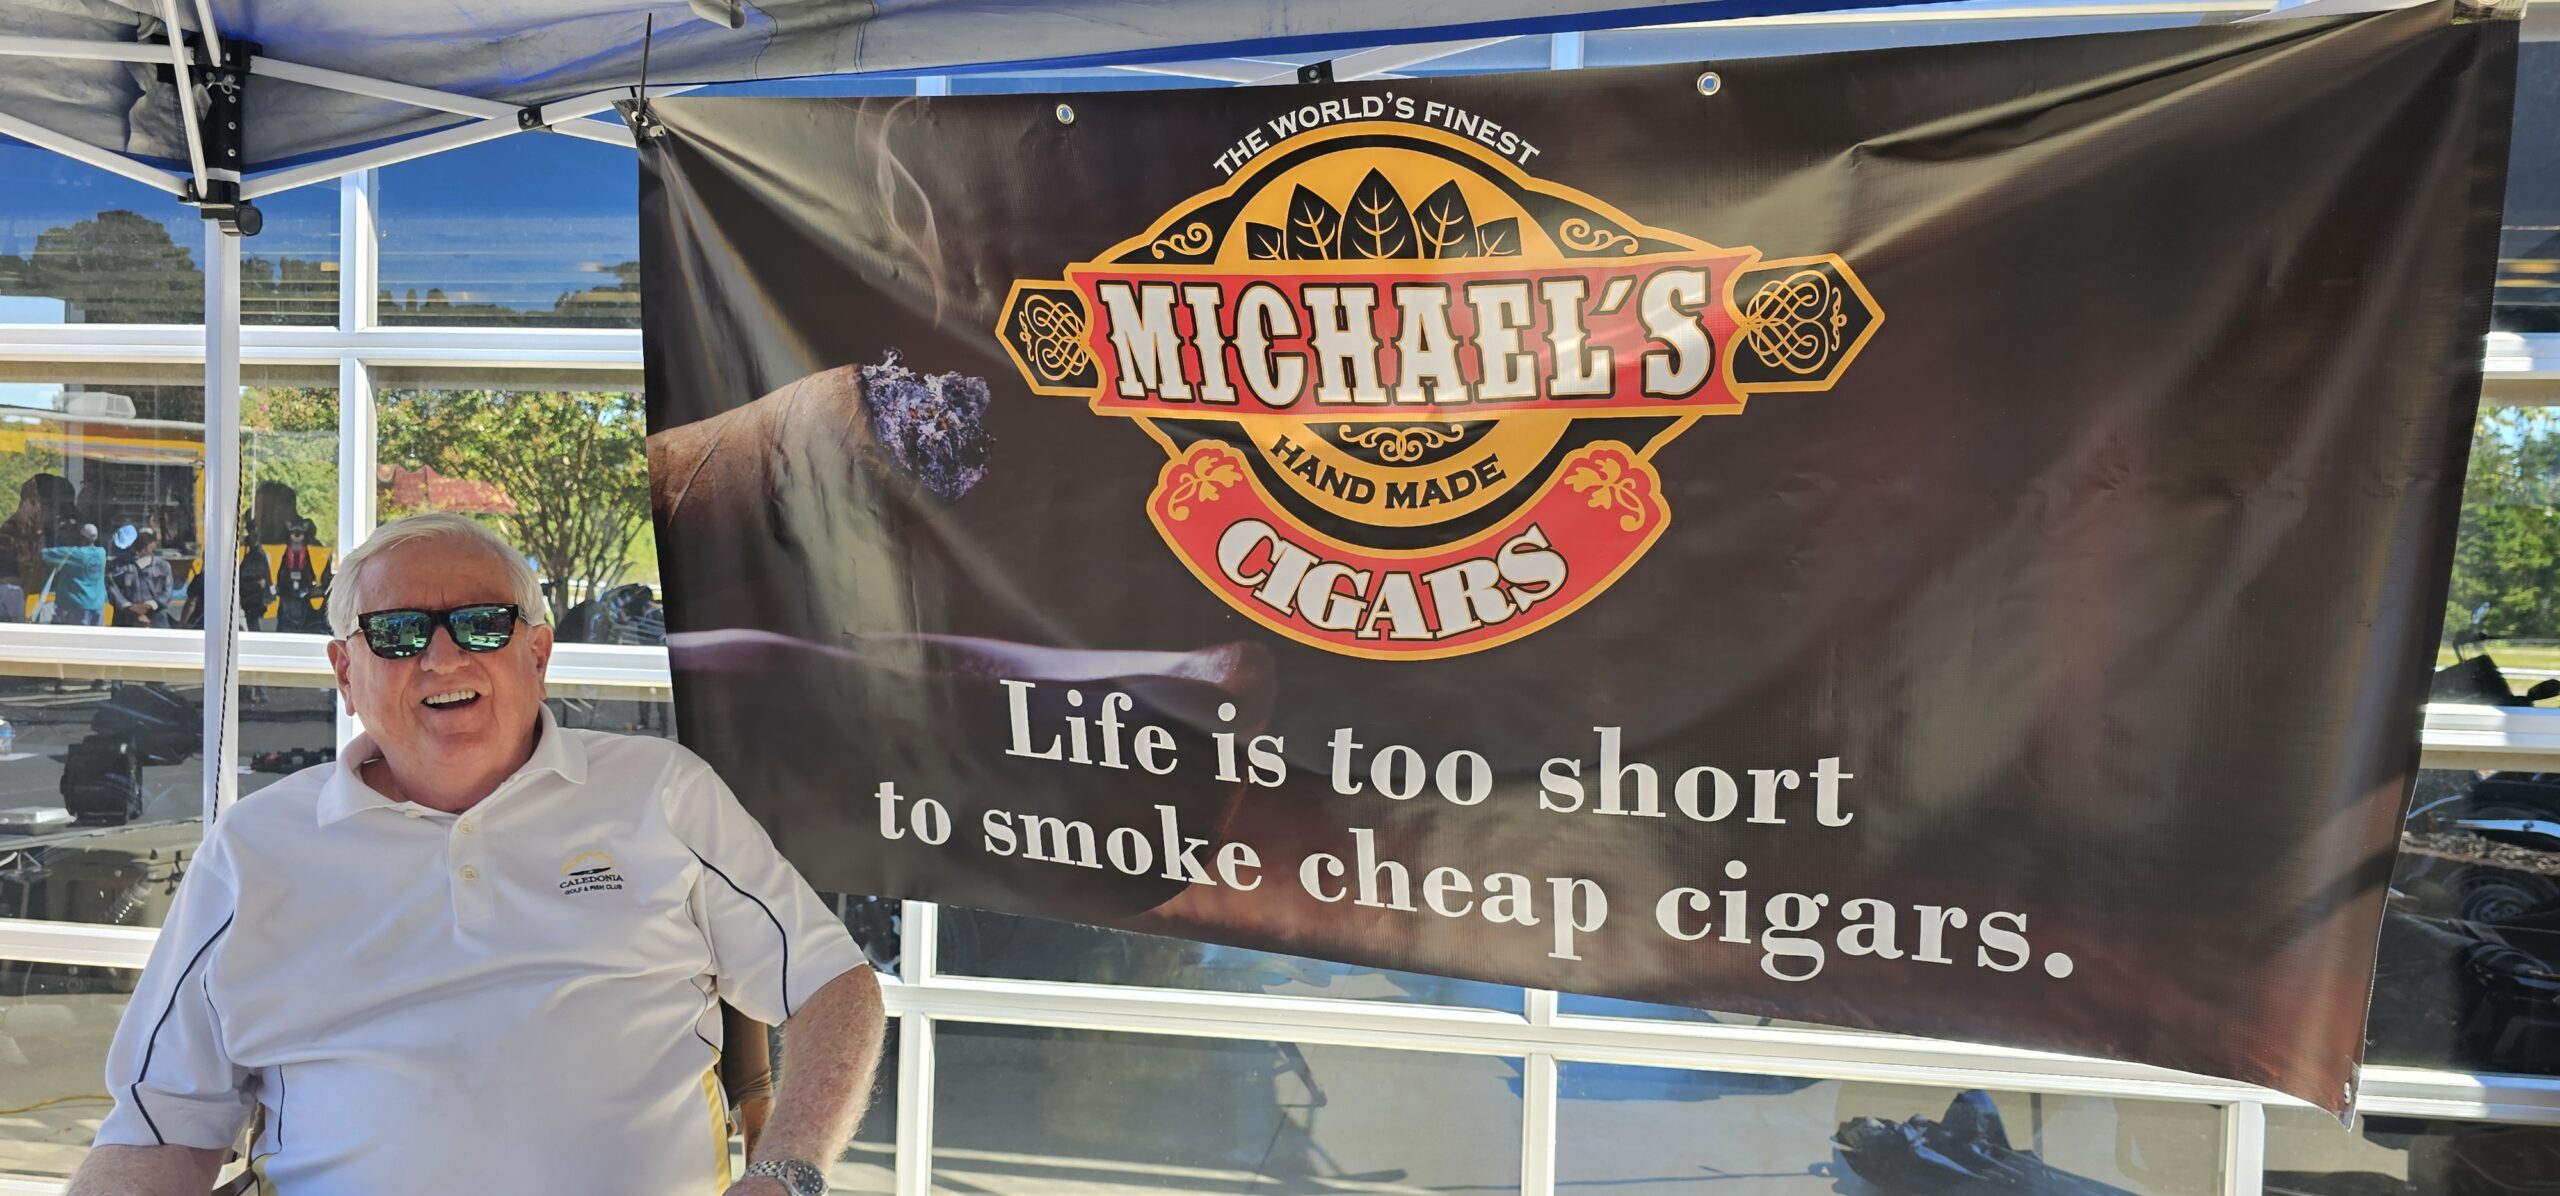 THE WORLD'S FINEST
MICHAEL´S
HAND MADE
CIGARS
Life is too short
to smoke cheap cigars.
CALEDONIA
GOLF & FISH CLUB